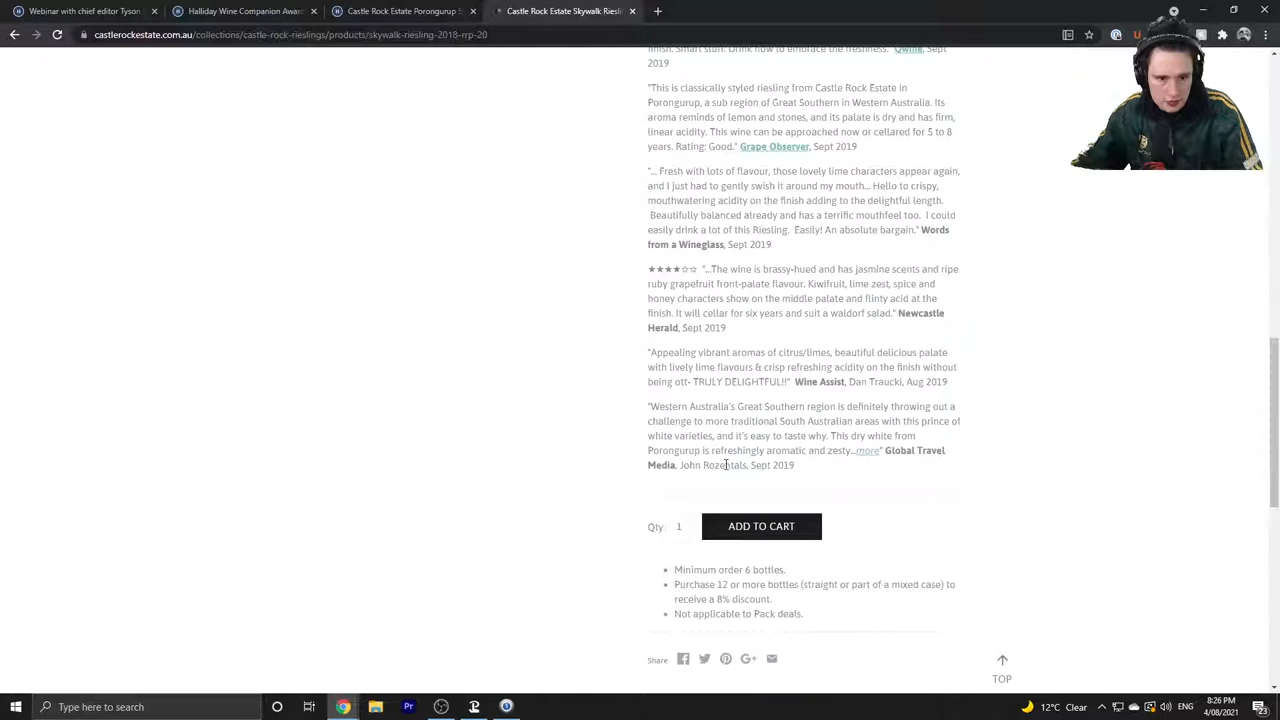 Webinar with chief editor Tyson
Halliday Wine Companion Award
Castle Rock Estate Porongurup S
Castle Rock Estate Skywalk Riesli
castlerockestate.com.au/collections/castle-rock-rieslings/products/skywalk-riesling-2018-rrp-20
finish. Smart stuff. Drink now to embrace the freshness." Qwine, Sept
2019
"This is classically styled riesling from Castle Rock Estate in
Porongurup, a sub region of Great Southern in Western Australia. Its
aroma reminds of lemon and stones, and its palate is dry and has firm,
linear acidity. This wine can be approached now or cellared for 5 to 8
years. Rating: Good." Grape Observer, Sept 2019
"... Fresh with lots of flavour, those lovely lime characters appear again,
and I just had to gently swish it around my mouth... Hello to crispy,
mouthwatering acidity on the finish adding to the delightful length.
Beautifully balanced already and has a terrific mouthfeel too. I could
easily drink a lot of this Riesling. Easily! An absolute bargain." Words
from a Wineglass, Sept 2019
★★★★☆☆ "...The wine is brassy-hued and has jasmine scents and ripe
ruby grapefruit front-palate flavour. Kiwifruit, lime zest, spice and
honey characters show on the middle palate and flinty acid at the
finish. It will cellar for six years and suit a waldorf salad." Newcastle
Herald, Sept 2019
"Appealing vibrant aromas of citrus/limes, beautiful delicious palate
with lively lime flavours & crisp refreshing acidity on the finish without
being ott- TRULY DELIGHTFUL!!" Wine Assist, Dan Traucki, Aug 2019
"Western Australia's Great Southern region is definitely throwing out a
challenge to more traditional South Australian areas with this prince of
white varieties, and it's easy to taste why. This dry white from
Porongurup is refreshingly aromatic and zesty...more" Global Travel
Media, John Rozentals, Sept 2019
Qty 1 ADD TO CART
Minimum order 6 bottles.
Purchase 12 or more bottles (straight or part of a mixed case) to
receive a 8% discount.
Not applicable to Pack deals.
Share
TOP
Type here to search
12°C Clear
8:26 PM
4/08/2021